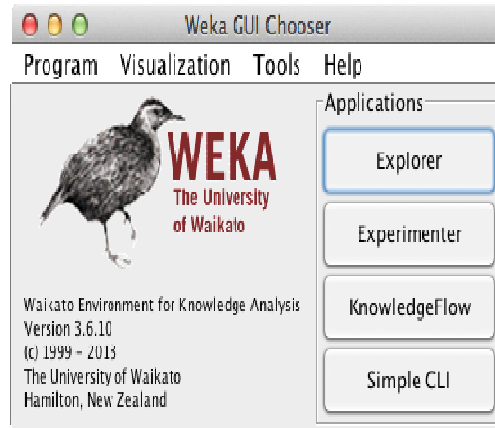 Weka GUI Chooser
Program Visualization Tools Help
WEKA
The University
of Waikato
Waikato Environment for Knowledge Analysis
Version 3.6.10
(c) 1999 - 2013
The University of Waikato
Hamilton, New Zealand
Applications
Explorer
Experimenter
KnowledgeFlow
Simple CLI